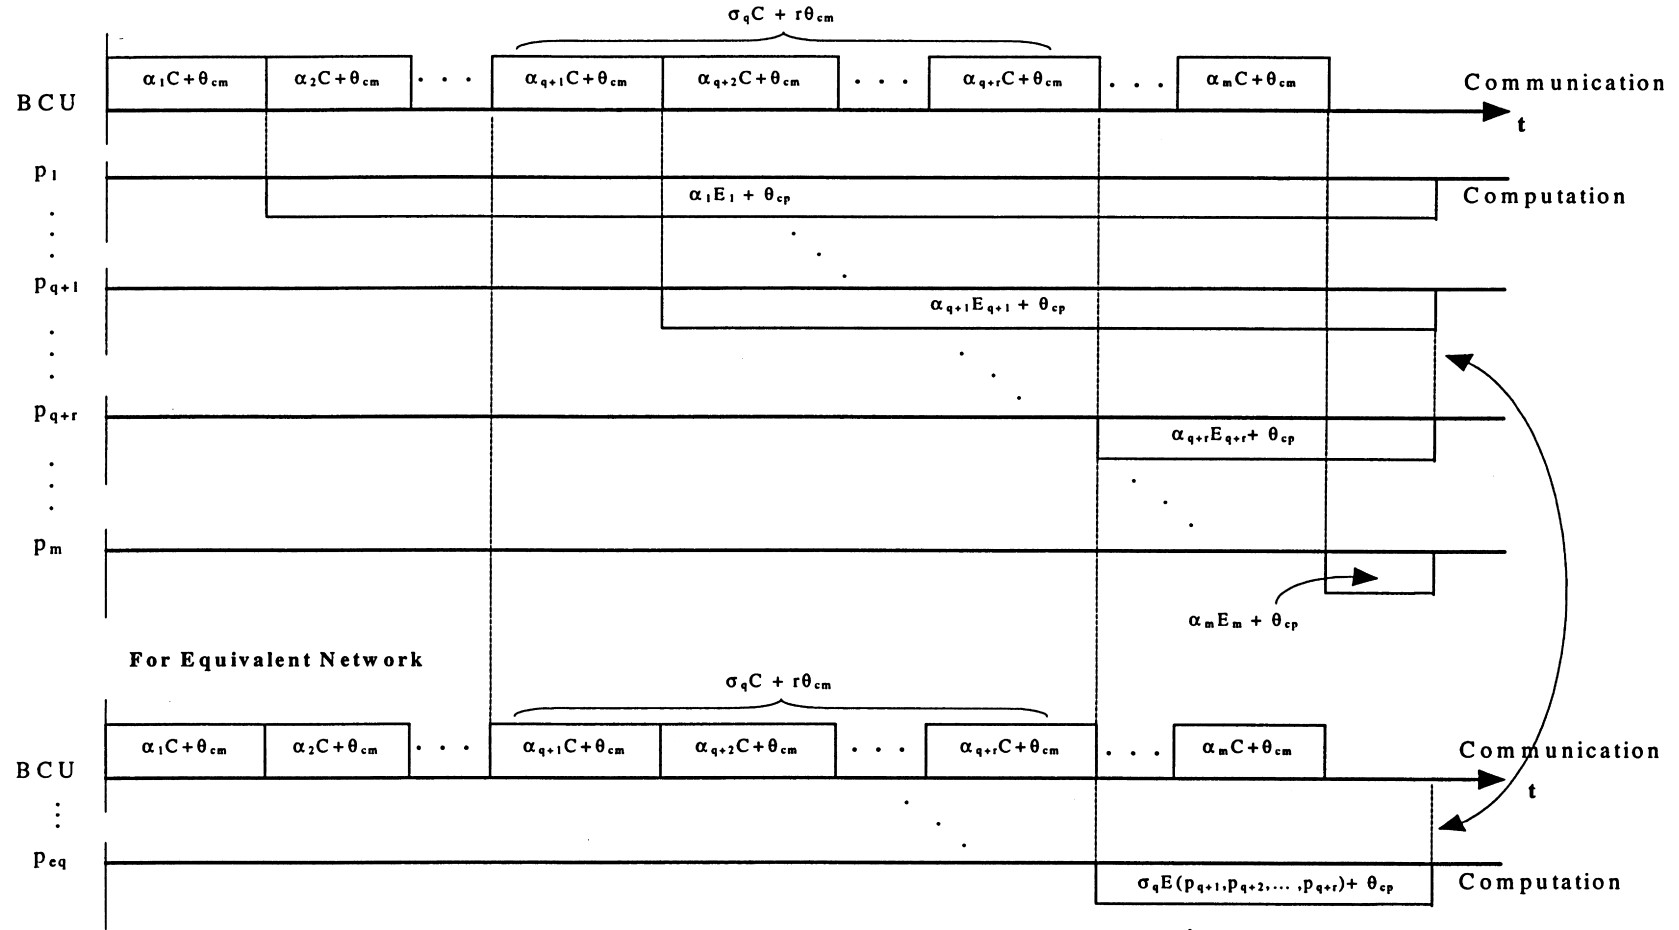 σqC + rθcm
α1C+θcm α2C+θcm . . . αq+1C+θcm αq+2C+θcm . . . αq+rC+θcm . . . αmC+θcm Communication
BCU
t
p1
α1E1 + θcp Computation
pq+1
αq+1Eq+1 + θcp
pq+r
αq+rEq+r+ θcp
pm
αmEm + θcp
For Equivalent Network
σqC + rθcm
α1C+θcm α2C+θcm . . . αq+1C+θcm αq+2C+θcm . . . αq+rC+θcm . . . αmC+θcm Communication
BCU
t
peq
σqE(pq+1,pq+2,... ,pq+r)+ θcp Computation